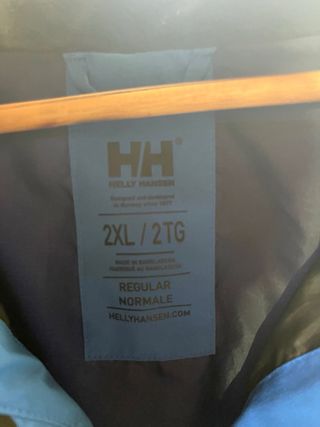 HH
HELLY HANSEN
Designed and developed
in Norway since 1877
2XL / 2TG
MADE IN BANGLADESH
FABRIQUÉ AU BANGLADESH
REGULAR
NORMALE
HELLYHANSEN.COM